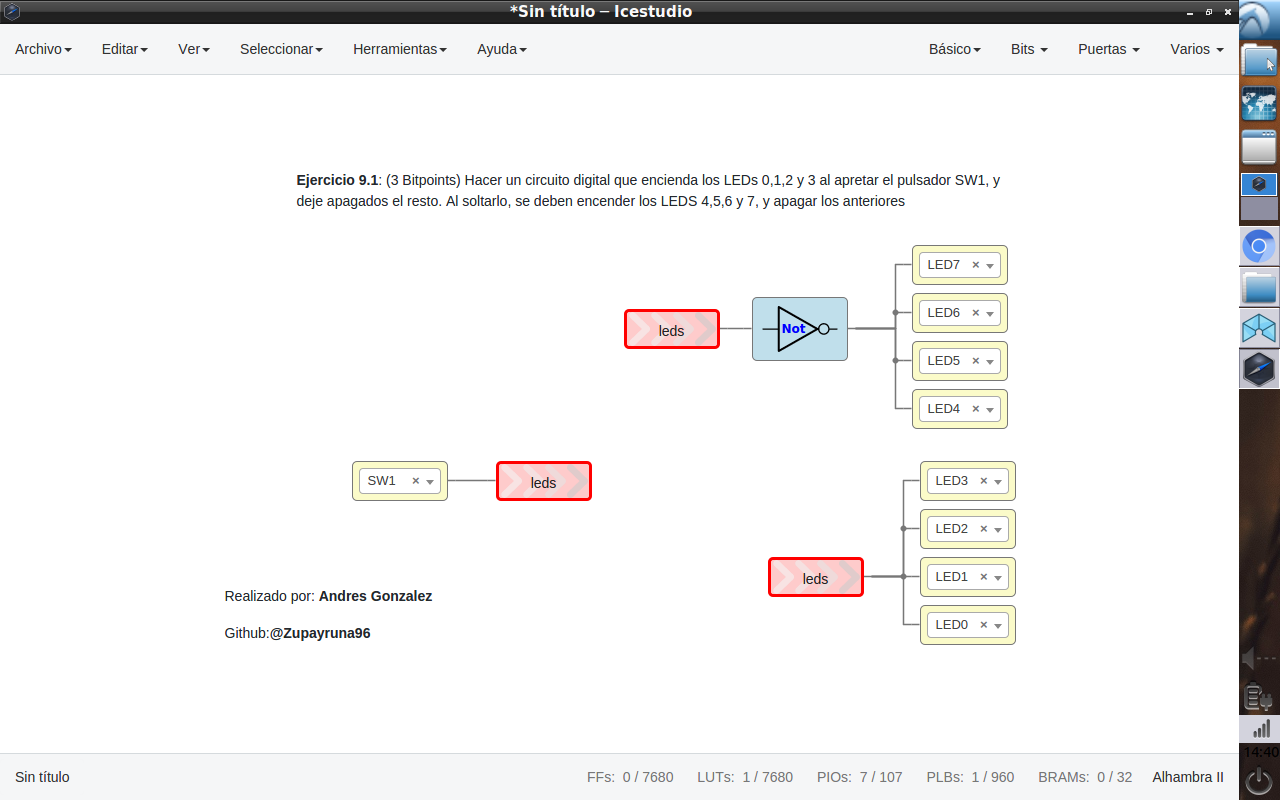 *Sin título – Icestudio
Archivo Editar Ver Seleccionar Herramientas Ayuda Básico Bits Puertas Varios
Ejercicio 9.1: (3 Bitpoints) Hacer un circuito digital que encienda los LEDs 0,1,2 y 3 al apretar el pulsador SW1, y
deje apagados el resto. Al soltarlo, se deben encender los LEDS 4,5,6 y 7, y apagar los anteriores
LED7
LED6
leds
Not
LED5
LED4
SW1
leds
LED3
LED2
leds
LED1
LED0
Realizado por: Andres Gonzalez
Github:@Zupayruna96
14:40
Sin título FFs: 0 / 7680 LUTs: 1 / 7680 PIOs: 7 / 107 PLBs: 1 / 960 BRAMs: 0 / 32 Alhambra II